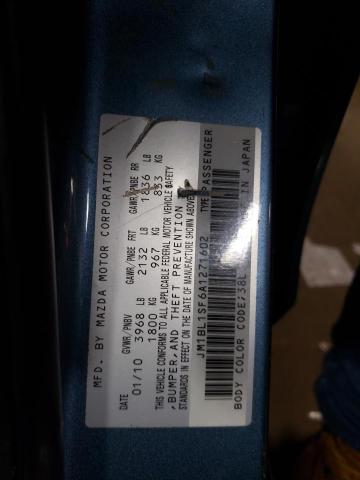 MFD. BY MAZDA MOTOR CORPORATION
DATE GVWR/PNBV GAWR/PNBE FRT GAWR/PNBE RR
01/10 3968 LB 2132 LB 1836 LB
1800 KG 967 KG 833 KG
THIS VEHICLE CONFORMS TO ALL APPLICABLE FEDERAL MOTOR VEHICLE SAFETY
,BUMPER,AND THEFT PREVENTION
STANDARDS IN EFFECT ON THE DATE OF MANUFACTURE SHOWN ABOVE.
JM1BL1SF6A1271602 TYPE:PASSENGER
BODY COLOR CODE;38L IN JAPAN